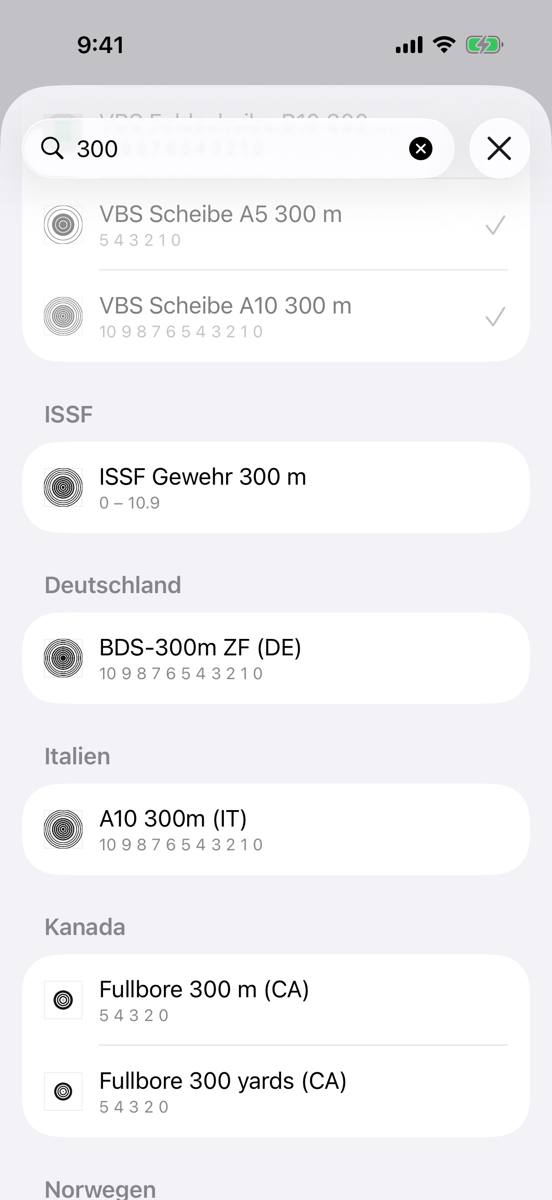 9:41
300
VBS Scheibe A5 300 m
5 4 3 2 1 0
VBS Scheibe A10 300 m
10 9 8 7 6 5 4 3 2 1 0
ISSF
ISSF Gewehr 300 m
0 – 10.9
Deutschland
BDS-300m ZF (DE)
10 9 8 7 6 5 4 3 2 1 0
Italien
A10 300m (IT)
10 9 8 7 6 5 4 3 2 1 0
Kanada
Fullbore 300 m (CA)
5 4 3 2 0
Fullbore 300 yards (CA)
5 4 3 2 0
Norwegen